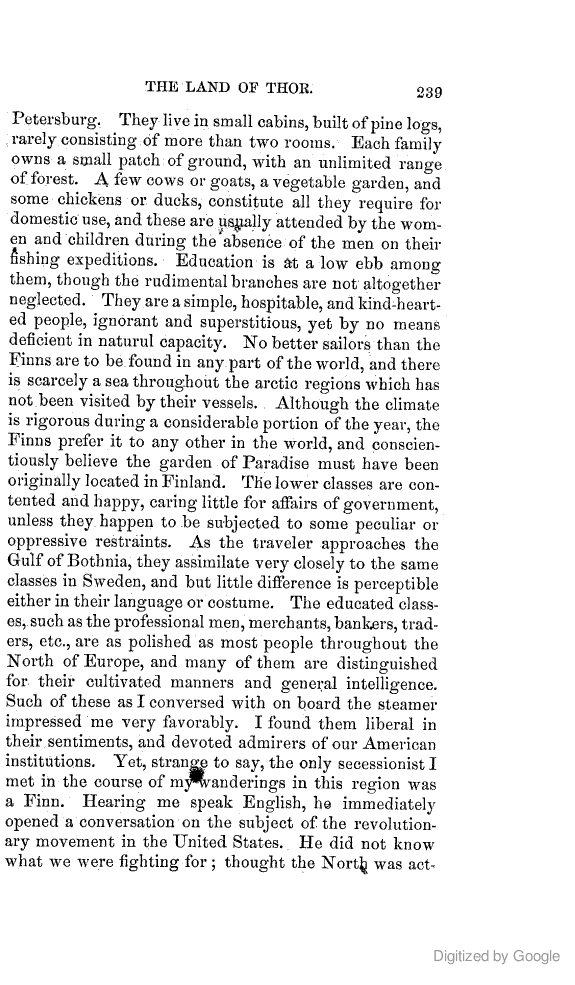 THE LAND OF THOR. 239
Petersburg. They live in small cabins, built of pine logs,
rarely consisting of more than two rooms. Each family
owns a small patch of ground, with an unlimited range
of forest. A few cows or goats, a vegetable garden, and
some chickens or ducks, constitute all they require for
domestic use, and these are usually attended by the wom-
en and children during the absence of the men on their
fishing expeditions. Education is at a low ebb among
them, though the rudimental branches are not altogether
neglected. They are a simple, hospitable, and kind-heart-
ed people, ignorant and superstitious, yet by no means
deficient in naturul capacity. No better sailors than the
Finns are to be found in any part of the world, and there
is scarcely a sea throughout the arctic regions which has
not been visited by their vessels. Although the climate
is rigorous during a considerable portion of the year, the
Finns prefer it to any other in the world, and conscien-
tiously believe the garden of Paradise must have been
originally located in Finland. The lower classes are con-
tented and happy, caring little for affairs of government,
unless they happen to be subjected to some peculiar or
oppressive restraints. As the traveler approaches the
Gulf of Bothnia, they assimilate very closely to the same
classes in Sweden, and but little difference is perceptible
either in their language or costume. The educated class-
es, such as the professional men, merchants, bankers, trad-
ers, etc., are as polished as most people throughout the
North of Europe, and many of them are distinguished
for their cultivated manners and general intelligence.
Such of these as I conversed with on board the steamer
impressed me very favorably. I found them liberal in
their sentiments, and devoted admirers of our American
institutions. Yet, strange to say, the only secessionist I
met in the course of my wanderings in this region was
a Finn. Hearing me speak English, he immediately
opened a conversation on the subject of the revolution-
ary movement in the United States. He did not know
what we were fighting for; thought the North was act-
Digitized by Google